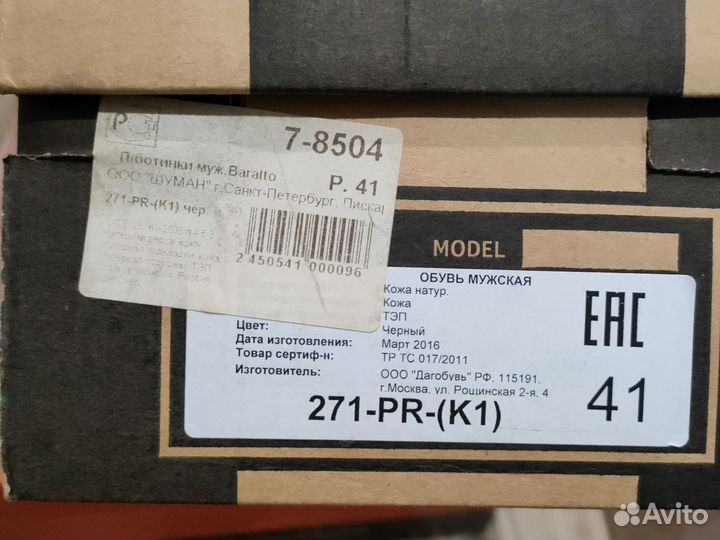 7-8504
П/ботинки муж.Baratto
Р. 41
ООО "ШУМАН" г.Санкт-Петербург, Писка
271-PR-(K1) чер.
2 450541 000096
MODEL
ОБУВЬ МУЖСКАЯ
Кожа натур.
Кожа
ТЭП
Цвет: Черный
Дата изготовления: Март 2016
Товар сертиф-н: ТР ТС 017/2011
Изготовитель: ООО "Дагобувь" РФ, 115191,
г.Москва, ул. Рощинская 2-я, 4
EAC
271-PR-(K1)
41
Avito